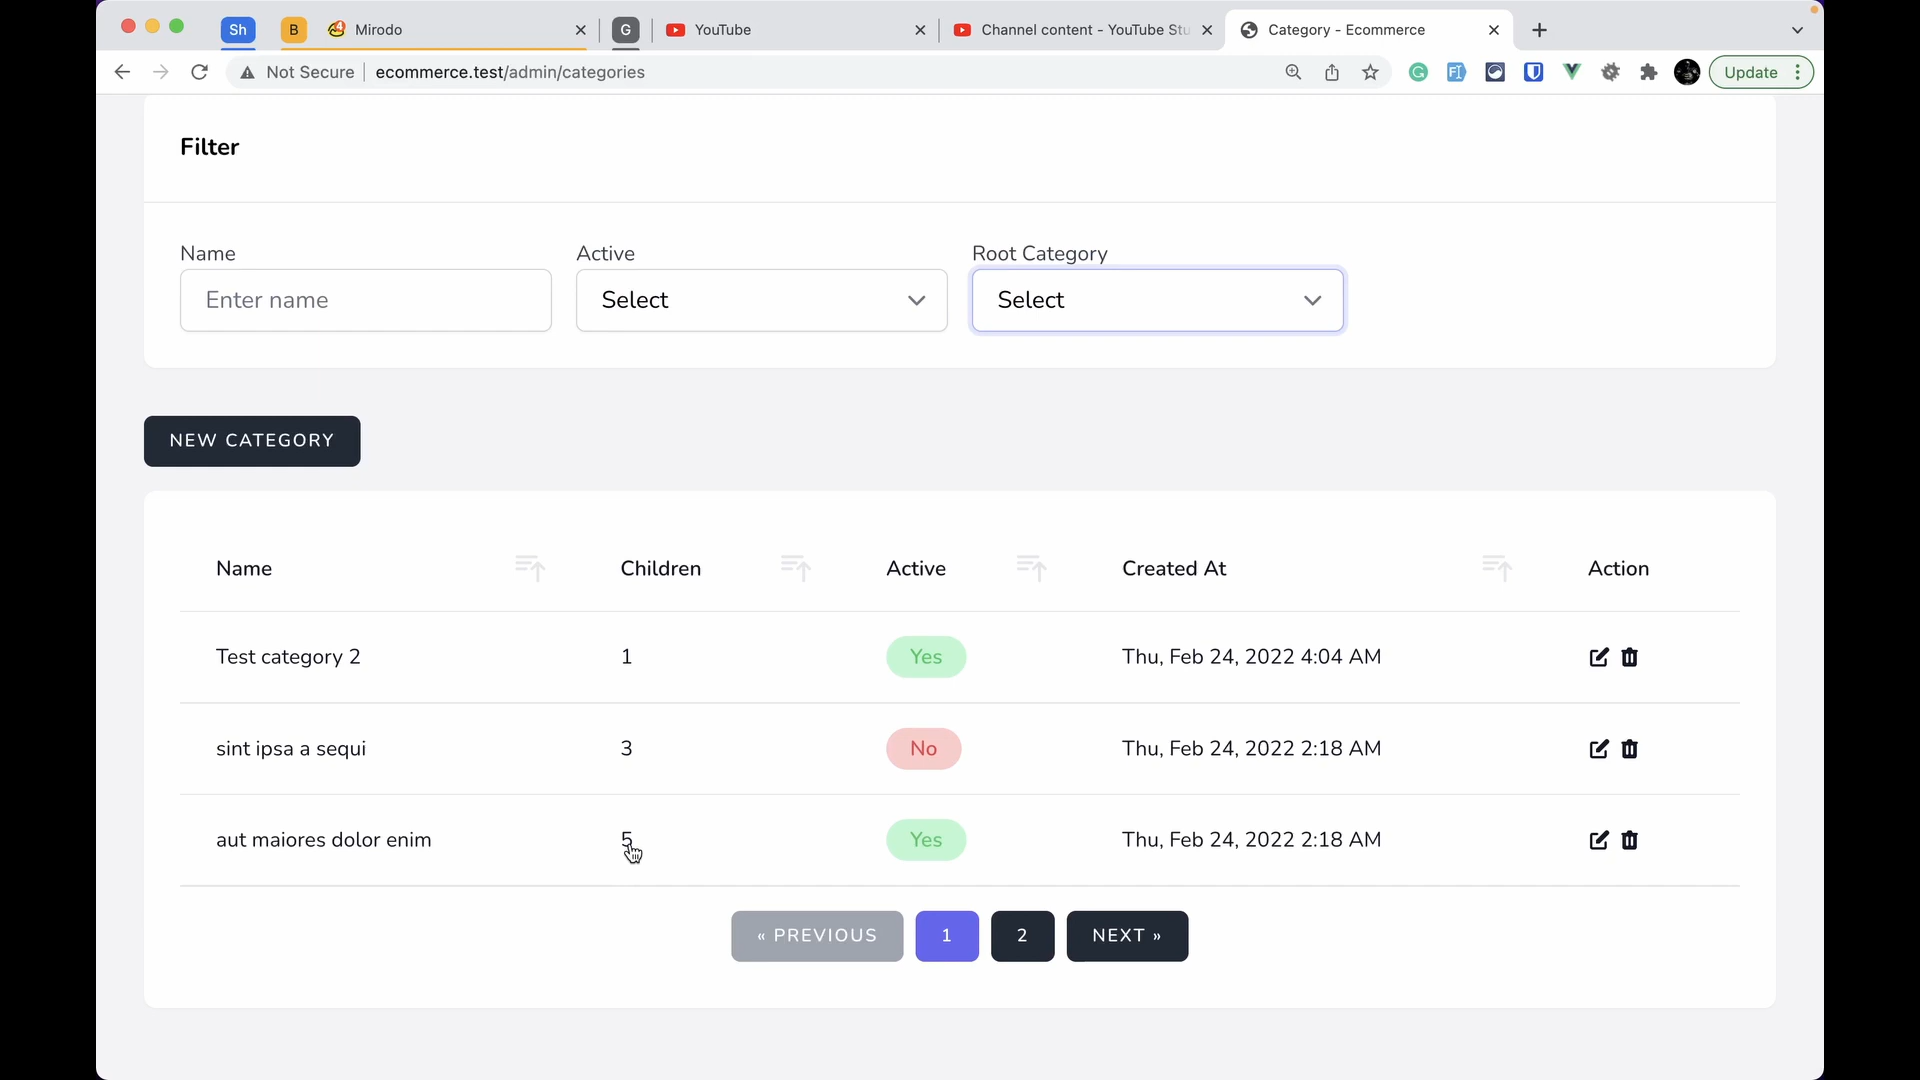 Sh
B
4
Mirodo
G
YouTube
Channel content - YouTube Stu
Category - Ecommerce
Not Secure
ecommerce.test/admin/categories
Update
Filter
Name
Active
Root Category
Enter name
Select
Select
NEW CATEGORY
Name
Children
Active
Created At
Action
Test category 2
1
Yes
Thu, Feb 24, 2022 4:04 AM
sint ipsa a sequi
3
No
Thu, Feb 24, 2022 2:18 AM
aut maiores dolor enim
5
Yes
Thu, Feb 24, 2022 2:18 AM
« PREVIOUS
1
2
NEXT »